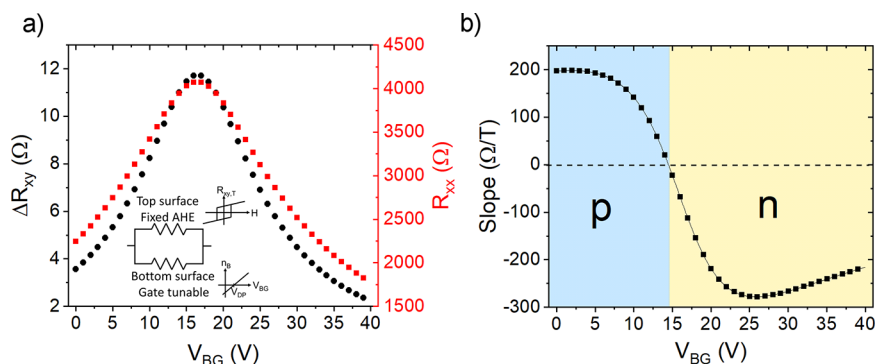 a)
12
10
8
6
4
2
ΔR_xy (Ω)
4500
4000
3500
3000
2500
2000
1500
R_xx (Ω)
0 5 10 15 20 25 30 35 40
V_BG (V)
Top surface
Fixed AHE
R_xy,T
H
Bottom surface
Gate tunable
n_B
V_BG
V_DP
b)
200
100
0
-100
-200
-300
Slope (Ω/T)
p
n
0 5 10 15 20 25 30 35 40
V_BG (V)